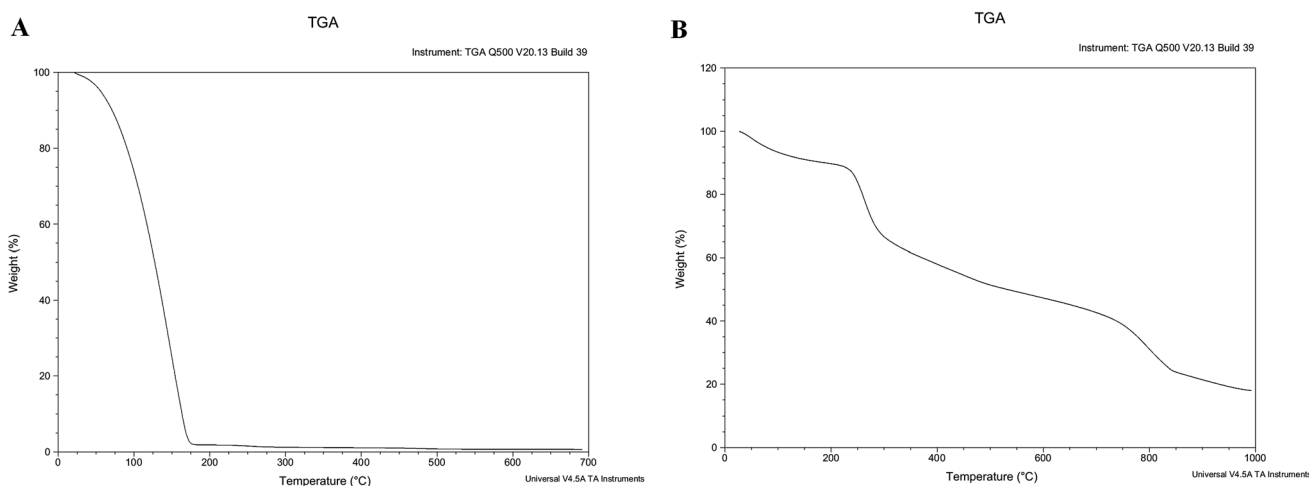 A
TGA
Instrument: TGA Q500 V20.13 Build 39
100
80
60
40
20
0
Weight (%)
0 100 200 300 400 500 600 700
Temperature (°C)
Universal V4.5A TA Instruments
B
TGA
Instrument: TGA Q500 V20.13 Build 39
120
100
80
60
40
20
0
Weight (%)
0 200 400 600 800 1000
Temperature (°C)
Universal V4.5A TA Instruments